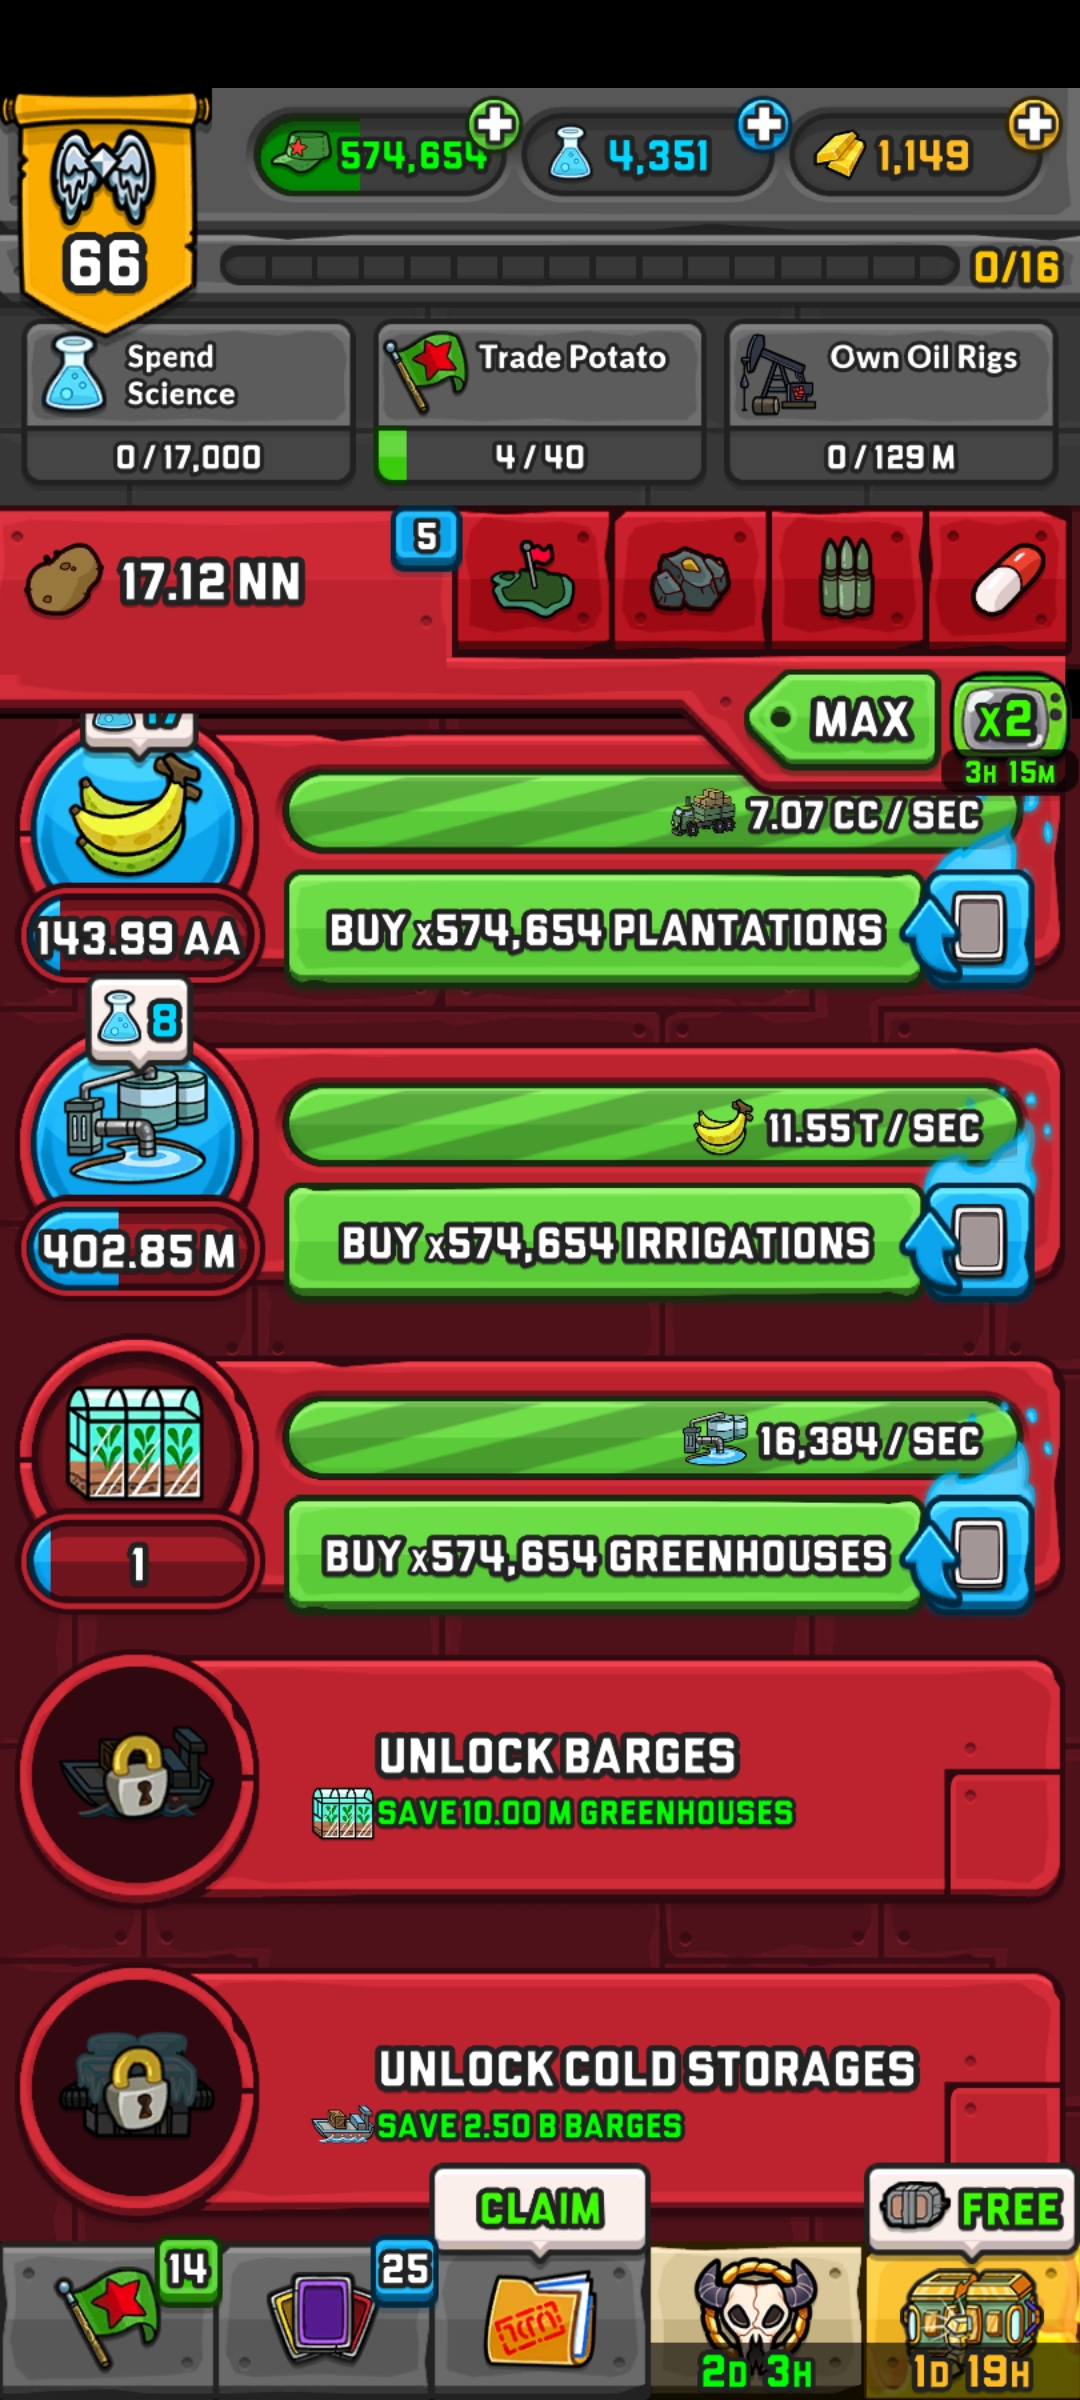 574,654
4,351
1,149
66
0/16
Spend
Science
0 / 17,000
Trade Potato
4 / 40
Own Oil Rigs
0 / 129 M
17.12 NN
5
MAX
x2
3H 15M
17
7.07 CC / SEC
143.99 AA
BUY x574,654 PLANTATIONS
8
11.55 T / SEC
402.85 M
BUY x574,654 IRRIGATIONS
16,384 / SEC
1
BUY x574,654 GREENHOUSES
UNLOCK BARGES
SAVE 10.00 M GREENHOUSES
UNLOCK COLD STORAGES
SAVE 2.50 B BARGES
CLAIM
FREE
14
25
2D 3H
1D 19H